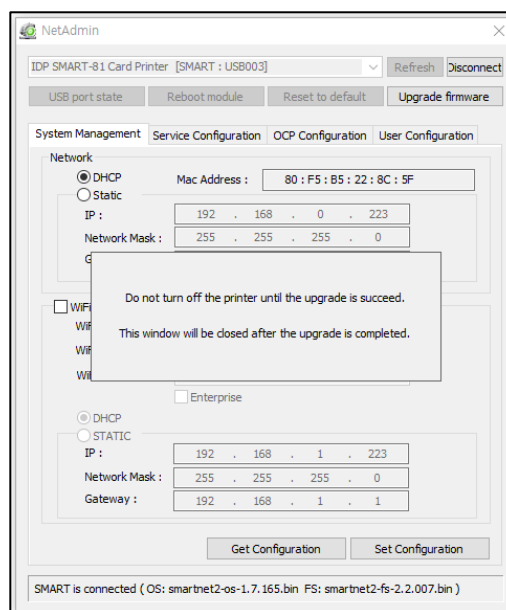 NetAdmin
IDP SMART-81 Card Printer [SMART : USB003] Refresh Disconnect
USB port state Reboot module Reset to default Upgrade firmware
System Management Service Configuration OCP Configuration User Configuration
Network
DHCP Mac Address : 80 : F5 : B5 : 22 : 8C : 5F
Static
IP : 192 . 168 . 0 . 223
Network Mask : 255 . 255 . 255 . 0
Do not turn off the printer until the upgrade is succeed.
This window will be closed after the upgrade is completed.
Enterprise
DHCP
STATIC
IP : 192 . 168 . 1 . 223
Network Mask : 255 . 255 . 255 . 0
Gateway : 192 . 168 . 1 . 1
Get Configuration Set Configuration
SMART is connected ( OS: smartnet2-os-1.7.165.bin FS: smartnet2-fs-2.2.007.bin )